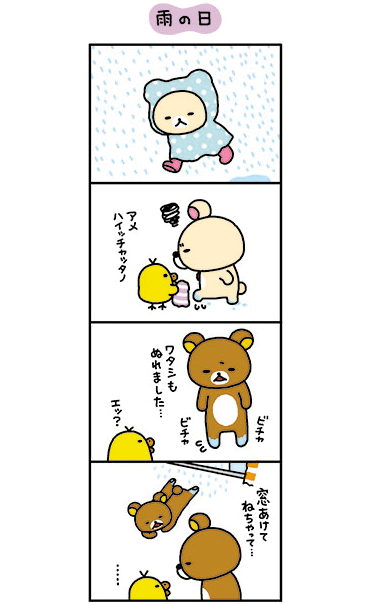 雨の日
アメ
ハイッチャッタノ
ワタシも
ぬれました…
ビチャ
ビチャ
エッ?
窓あけて
ねちゃって…
……